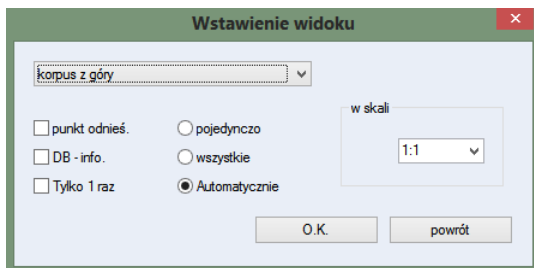 Wstawienie widoku
korpus z góry
w skali
punkt odnieś. pojedynczo
DB - info. wszystkie
1:1
Tylko 1 raz Automatycznie
O.K. powrót